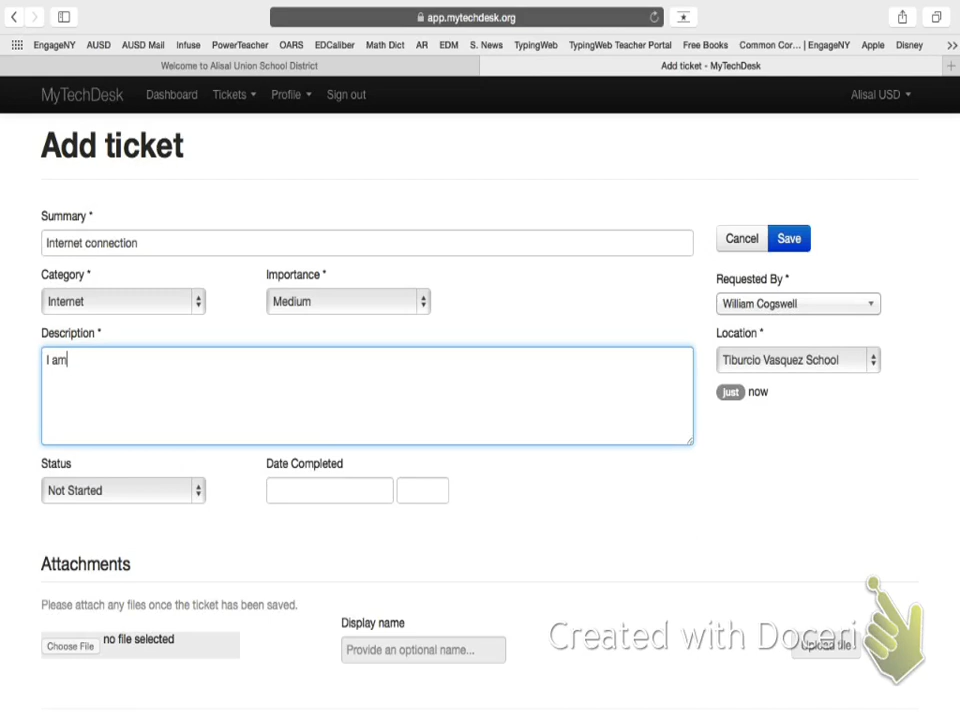 app.mytechdesk.org
EngageNY AUSD AUSD Mail Infuse PowerTeacher OARS EDCaliber Math Dict AR EDM S. News TypingWeb TypingWeb Teacher Portal Free Books Common Cor... | EngageNY Apple Disney >>
Welcome to Alisal Union School District Add ticket - MyTechDesk +
MyTechDesk Dashboard Tickets Profile Sign out Alisal USD
Add ticket
Summary *
Internet connection
Cancel Save
Category * Importance *
Internet Medium
Requested By *
William Cogswell
Description *
I am
Location *
Tiburcio Vasquez School
just now
Status Date Completed
Not Started
Attachments
Please attach any files once the ticket has been saved.
Choose File no file selected
Display name
Provide an optional name...
Upload file
Created with Doceri